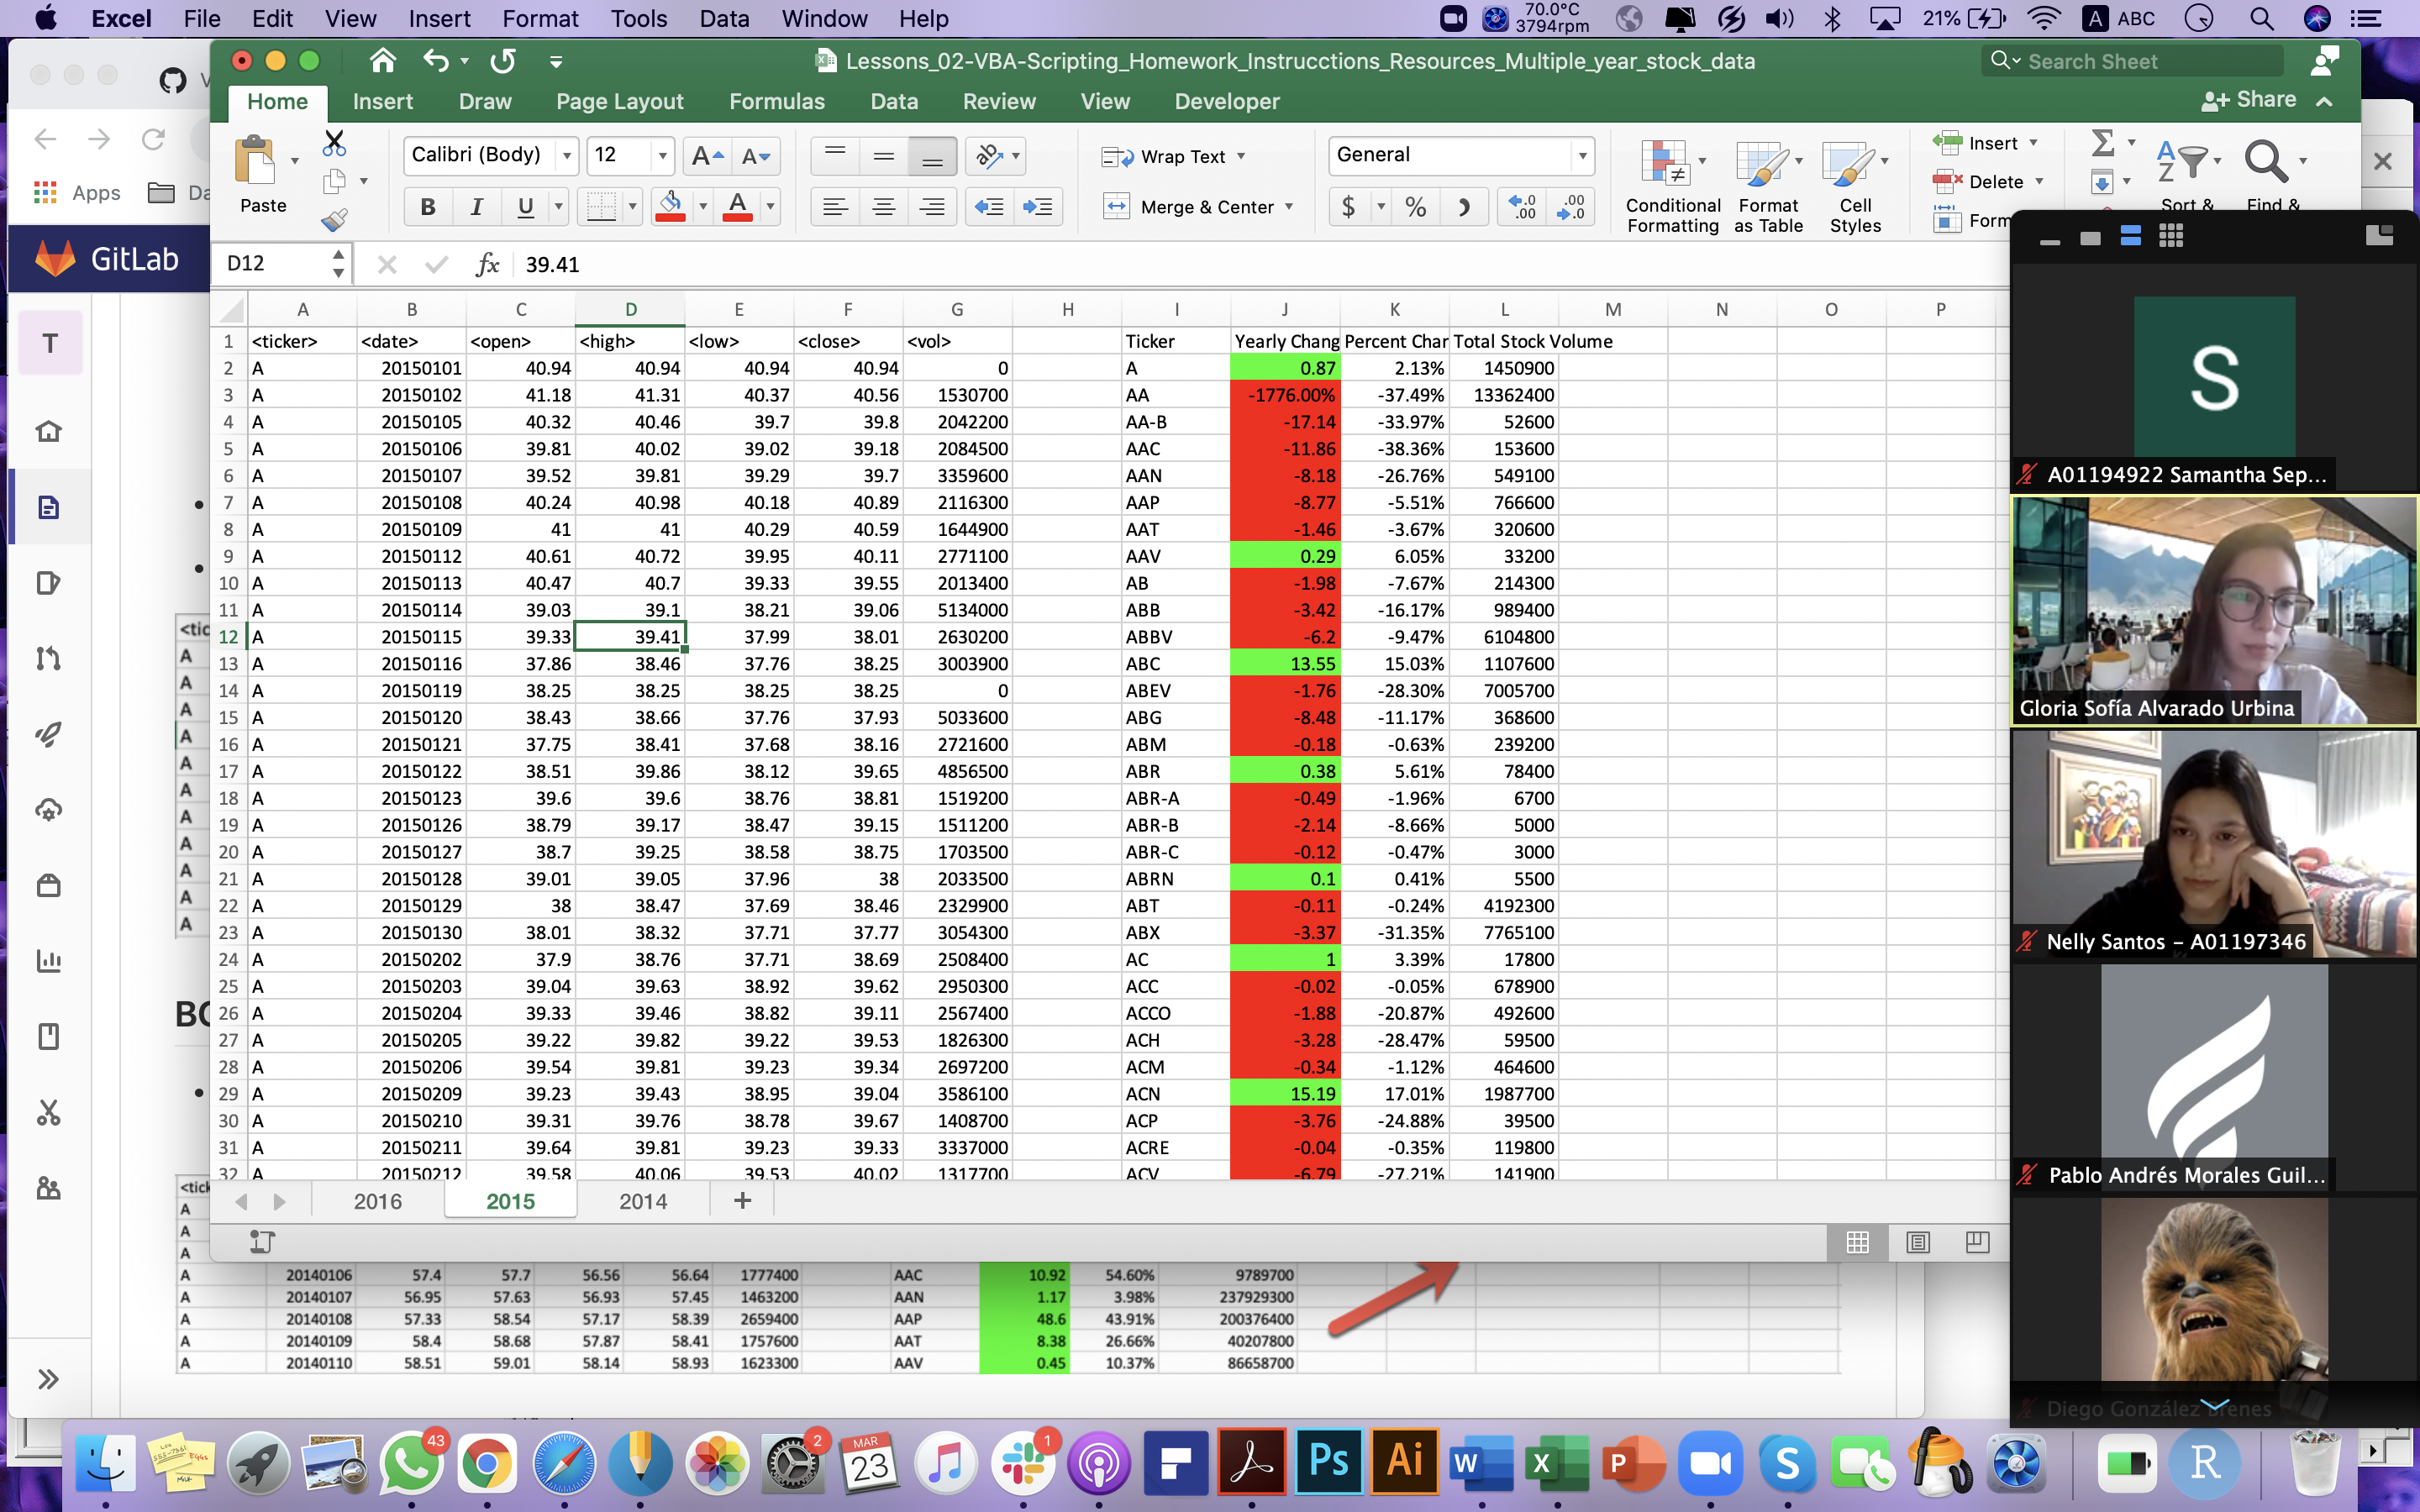 Excel File Edit View Insert Format Tools Data Window Help 70.0°C 3794rpm 21% A ABC
Lessons_02-VBA-Scripting_Homework_Instrucctions_Resources_Multiple_year_stock_data Search Sheet
Home Insert Draw Page Layout Formulas Data Review View Developer Share
Apps Da
Paste Calibri (Body) 12 Wrap Text General Insert
B I U Merge & Center $ % Conditional Formatting Format as Table Cell Styles Delete Form Sort & Find &
GitLab
D12 fx 39.41
A B C D E F G H I J K L M N O P
1 <ticker> <date> <open> <high> <low> <close> <vol> Ticker Yearly Chang Percent Char Total Stock Volume
2 A 20150101 40.94 40.94 40.94 40.94 0 A 0.87 2.13% 1450900
3 A 20150102 41.18 41.31 40.37 40.56 1530700 AA -1776.00% -37.49% 13362400
4 A 20150105 40.32 40.46 39.7 39.8 2042200 AA-B -17.14 -33.97% 52600
5 A 20150106 39.81 40.02 39.02 39.18 2084500 AAC -11.86 -38.36% 153600
6 A 20150107 39.52 39.81 39.29 39.7 3359600 AAN -8.18 -26.76% 549100
7 A 20150108 40.24 40.98 40.18 40.89 2116300 AAP -8.77 -5.51% 766600
8 A 20150109 41 41 40.29 40.59 1644900 AAT -1.46 -3.67% 320600
9 A 20150112 40.61 40.72 39.95 40.11 2771100 AAV 0.29 6.05% 33200
10 A 20150113 40.47 40.7 39.33 39.55 2013400 AB -1.98 -7.67% 214300
11 A 20150114 39.03 39.1 38.21 39.06 5134000 ABB -3.42 -16.17% 989400
12 A 20150115 39.33 39.41 37.99 38.01 2630200 ABBV -6.2 -9.47% 6104800
13 A 20150116 37.86 38.46 37.76 38.25 3003900 ABC 13.55 15.03% 1107600
14 A 20150119 38.25 38.25 38.25 38.25 0 ABEV -1.76 -28.30% 7005700
15 A 20150120 38.43 38.66 37.76 37.93 5033600 ABG -8.48 -11.17% 368600
16 A 20150121 37.75 38.41 37.68 38.16 2721600 ABM -0.18 -0.63% 239200
17 A 20150122 38.51 39.86 38.12 39.65 4856500 ABR 0.38 5.61% 78400
18 A 20150123 39.6 39.6 38.76 38.81 1519200 ABR-A -0.49 -1.96% 6700
19 A 20150126 38.79 39.17 38.47 39.15 1511200 ABR-B -2.14 -8.66% 5000
20 A 20150127 38.7 39.25 38.58 38.75 1703500 ABR-C -0.12 -0.47% 3000
21 A 20150128 39.01 39.05 37.96 38 2033500 ABRN 0.1 0.41% 5500
22 A 20150129 38 38.47 37.69 38.46 2329900 ABT -0.11 -0.24% 4192300
23 A 20150130 38.01 38.32 37.71 37.77 3054300 ABX -3.37 -31.35% 7765100
24 A 20150202 37.9 38.76 37.71 38.69 2508400 AC 1 3.39% 17800
25 A 20150203 39.04 39.63 38.92 39.62 2950300 ACC -0.02 -0.05% 678900
26 A 20150204 39.33 39.46 38.82 39.11 2567400 ACCO -1.88 -20.87% 492600
27 A 20150205 39.22 39.82 39.22 39.53 1826300 ACH -3.28 -28.47% 59500
28 A 20150206 39.54 39.81 39.23 39.34 2697200 ACM -0.34 -1.12% 464600
29 A 20150209 39.23 39.43 38.95 39.04 3586100 ACN 15.19 17.01% 1987700
30 A 20150210 39.31 39.76 38.78 39.67 1408700 ACP -3.76 -24.88% 39500
31 A 20150211 39.64 39.81 39.23 39.33 3337000 ACRE -0.04 -0.35% 119800
32 A 20150212 39.58 40.06 39.53 40.02 1317700 ACV -6.79 -27.21% 141900
2016 2015 2014 +
T
<tic
A
A
A
A
A
A
A
A
A
A
A
BO
<tick
A
A
A
A 20140106 57.4 57.7 56.56 56.64 1777400 AAC 10.92 54.60% 9789700
A 20140107 56.95 57.63 56.93 57.45 1463200 AAN 1.17 3.98% 237929300
A 20140108 57.33 58.54 57.17 58.39 2659400 AAP 48.6 43.91% 200376400
A 20140109 58.4 58.68 57.87 58.41 1757600 AAT 8.38 26.66% 40207800
A 20140110 58.51 59.01 58.14 58.93 1623300 AAV 0.45 10.37% 86658700
S
A01194922 Samantha Sep...
Gloria Sofía Alvarado Urbina
Nelly Santos – A01197346
Pablo Andrés Morales Guil...
Diego González Brenes
43 2 MAR 23 1 Ps Ai W X P S R